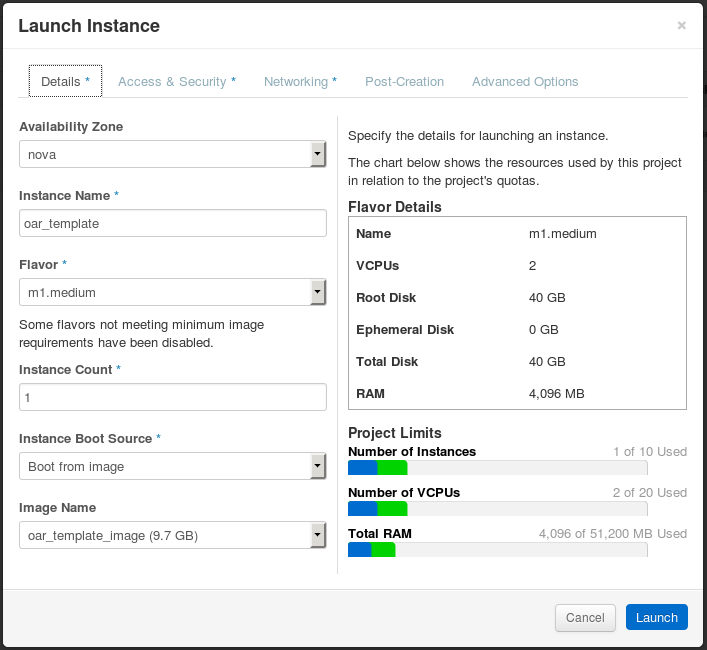 Launch Instance
×
Details *
Access & Security *
Networking *
Post-Creation
Advanced Options
Availability Zone
nova
Instance Name *
oar_template
Flavor *
m1.medium
Some flavors not meeting minimum image
requirements have been disabled.
Instance Count *
1
Instance Boot Source *
Boot from image
Image Name
oar_template_image (9.7 GB)
Specify the details for launching an instance.
The chart below shows the resources used by this project
in relation to the project's quotas.
Flavor Details
Name m1.medium
VCPUs 2
Root Disk 40 GB
Ephemeral Disk 0 GB
Total Disk 40 GB
RAM 4,096 MB
Project Limits
Number of Instances 1 of 10 Used
Number of VCPUs 2 of 20 Used
Total RAM 4,096 of 51,200 MB Used
Cancel
Launch